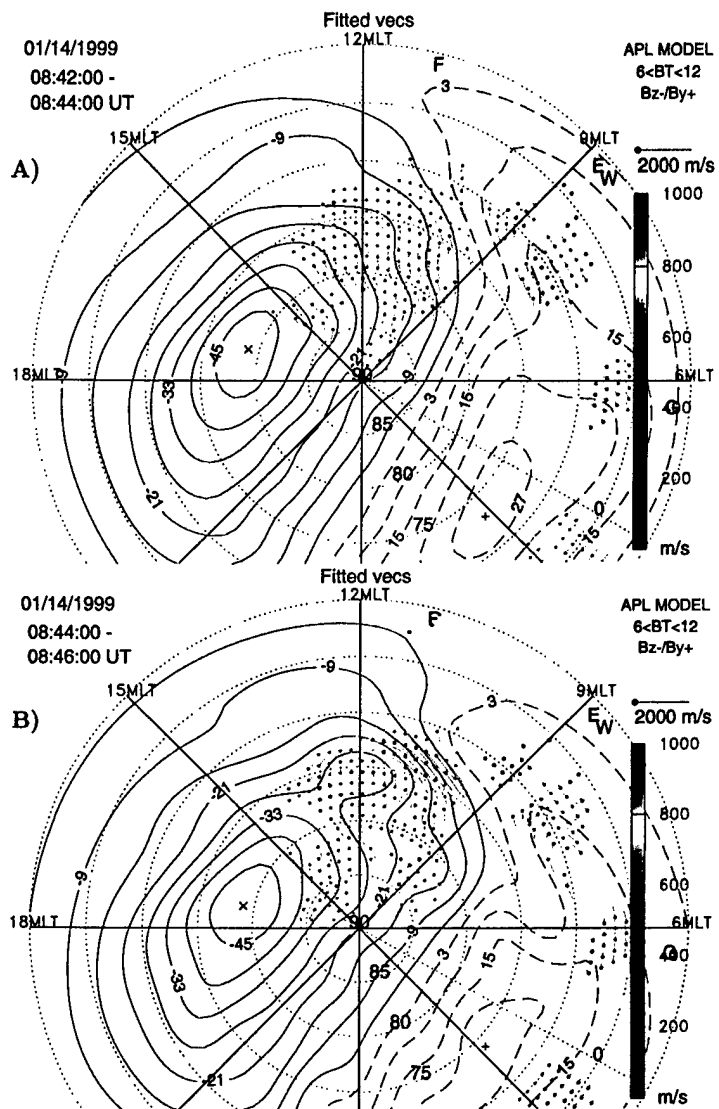 Fitted vecs
12MLT
01/14/1999
08:42:00 -
08:44:00 UT
APL MODEL
6<BT<12
Bz-/By+
F
3
15MLT
-9
9MLT
2000 m/s
A)
E
W
1000
800
15
600
-45
-21
90
18MLT
-9
6MLT
-33
-9
3
15
G
400
85
-21
80
27
200
75
0
15
15
m/s
Fitted vecs
12MLT
01/14/1999
08:44:00 -
08:46:00 UT
APL MODEL
6<BT<12
Bz-/By+
F
-9
3
15MLT
9MLT
B)
E
W
2000 m/s
1000
-21
-33
800
-9
600
-21
90
18MLT
-9
6MLT
-45
3
15
G
400
-33
85
80
200
-21
75
0
15
m/s